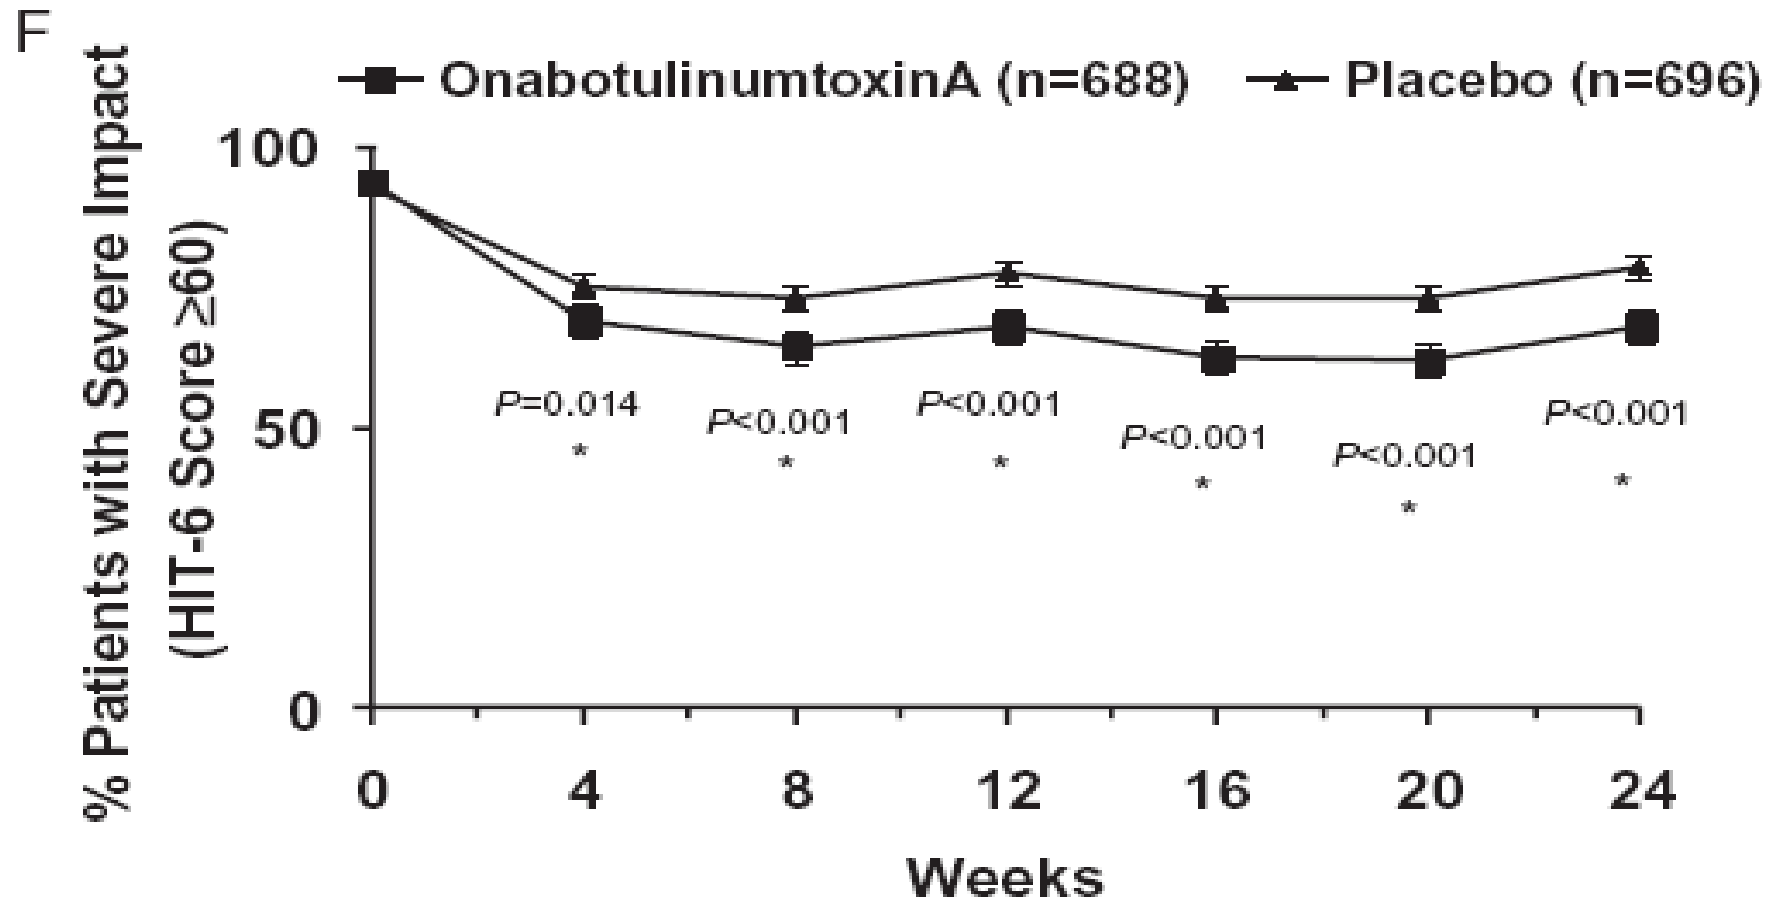 F
OnabotulinumtoxinA (n=688) Placebo (n=696)
% Patients with Severe Impact
(HIT-6 Score ≥60)
100
50
0
P=0.014
*
P<0.001
*
P<0.001
*
P<0.001
*
P<0.001
*
P<0.001
*
0 4 8 12 16 20 24
Weeks